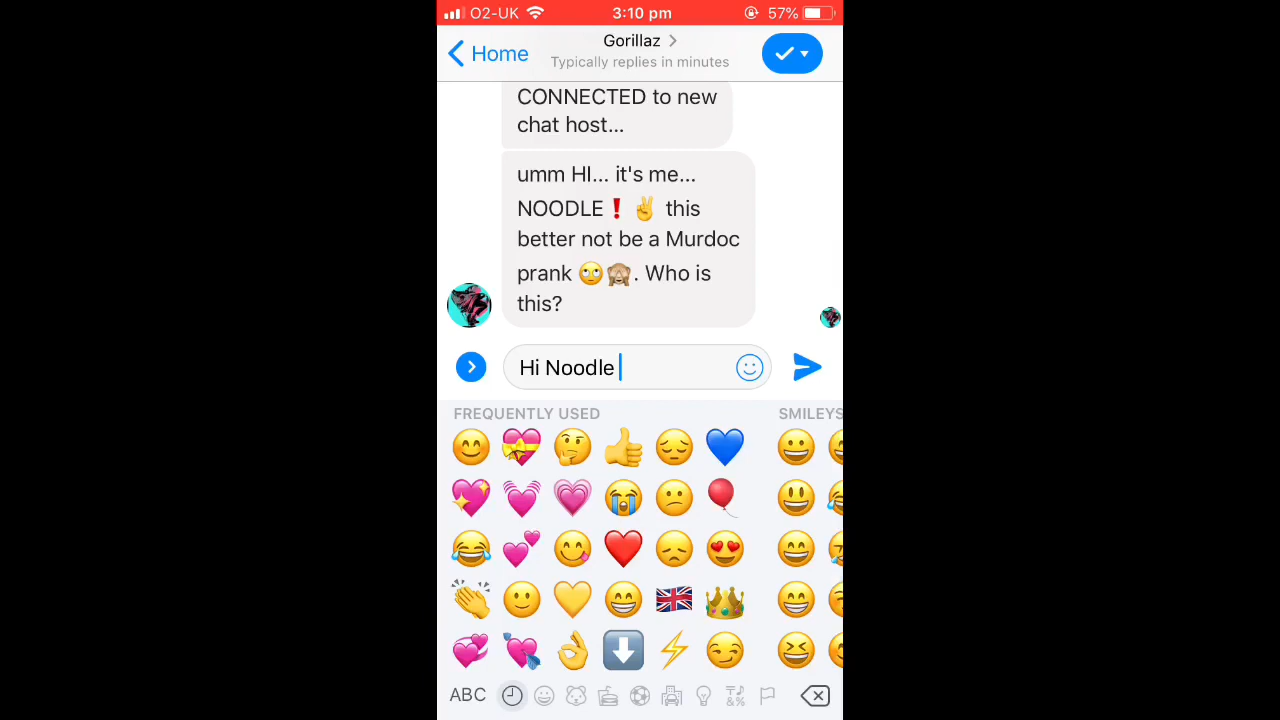 O2-UK 3:10 pm 57%
Home Gorillaz
Typically replies in minutes
CONNECTED to new
chat host...
umm HI... it's me...
NOODLE❗✌️ this
better not be a Murdoc
prank 🙄🙈. Who is
this?
Hi Noodle
FREQUENTLY USED SMILEYS
ABC